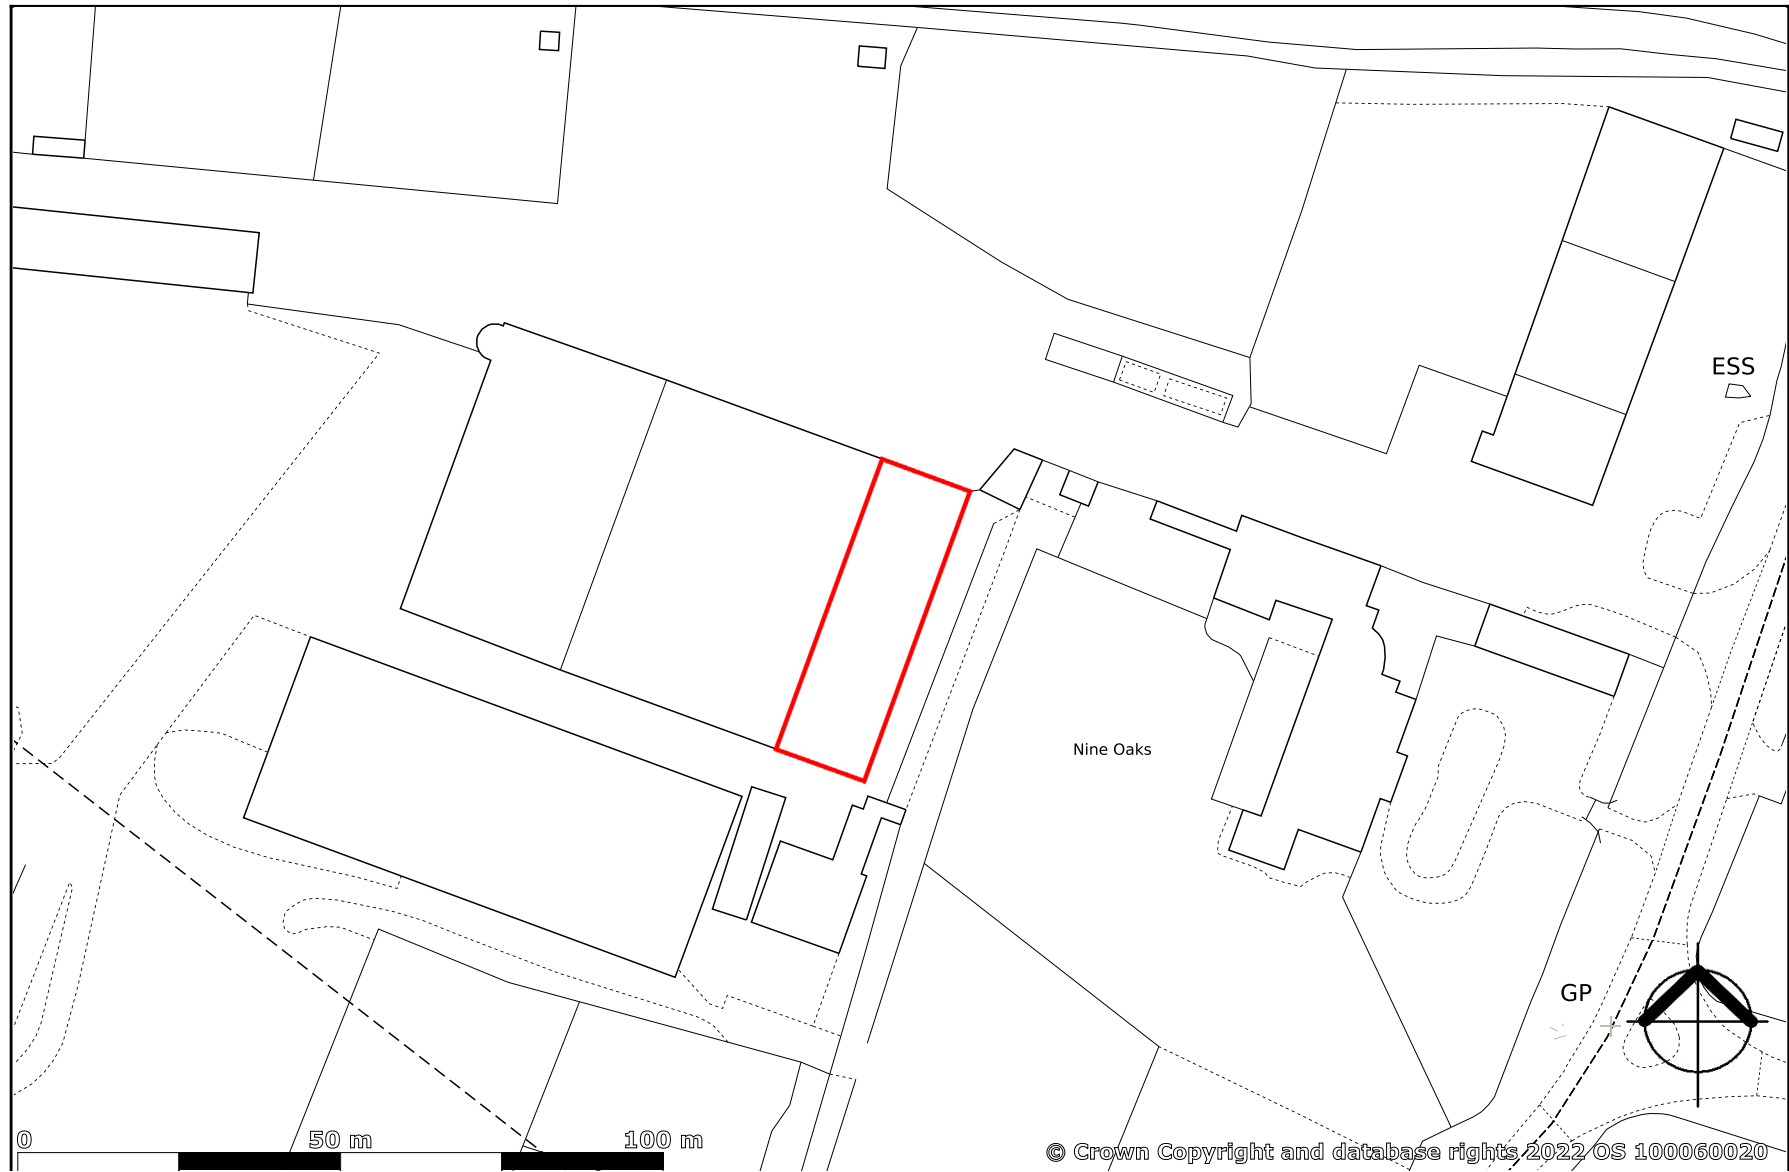 ESS
Nine Oaks
GP
0 50 m 100 m
© Crown Copyright and database rights 2022 OS 100060020